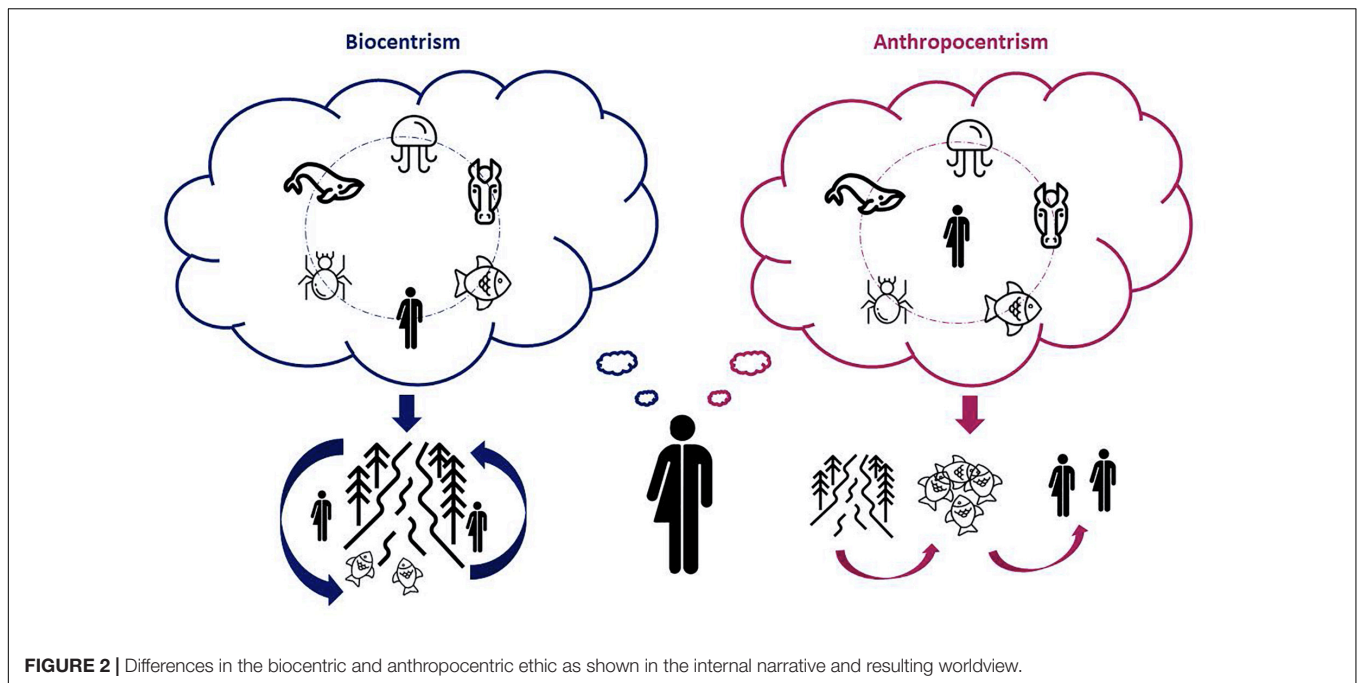 Biocentrism
Anthropocentrism
FIGURE 2 | Differences in the biocentric and anthropocentric ethic as shown in the internal narrative and resulting worldview.